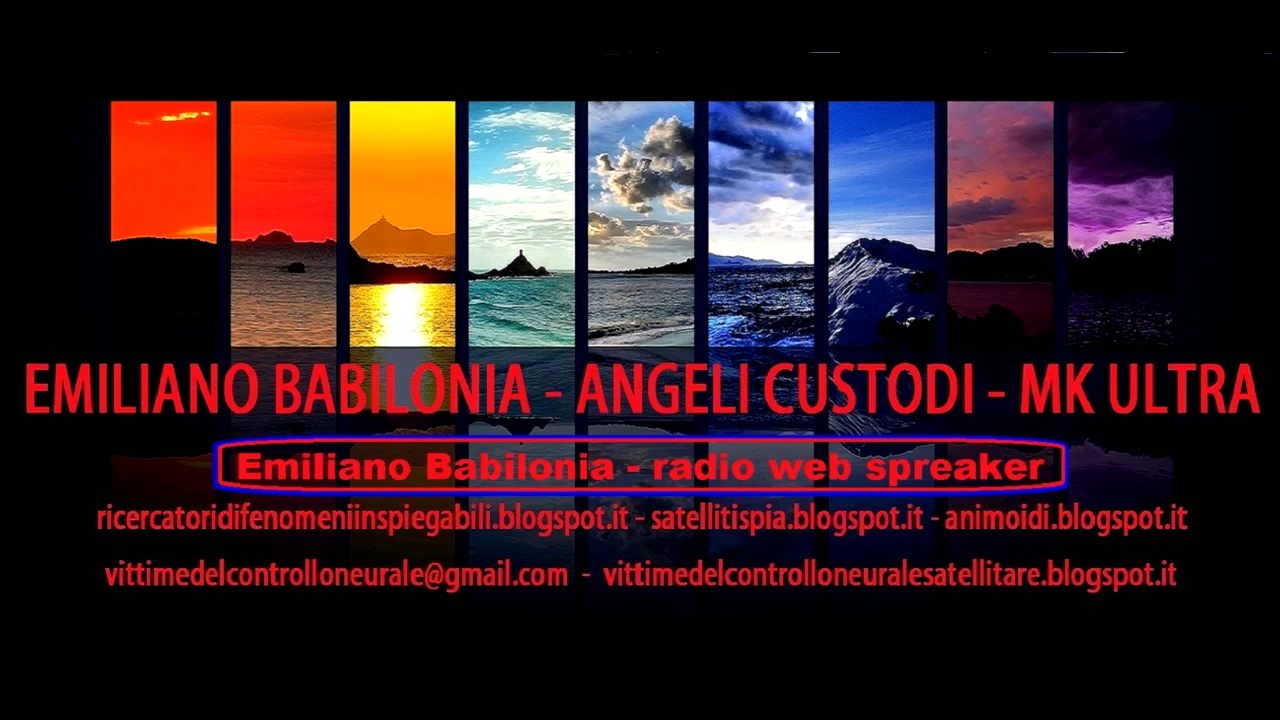 EMILIANO BABILONIA - ANGELI CUSTODI - MK ULTRA
Emiliano Babilonia - radio web spreaker
ricercatoridifenomeniinspiegabili.blogspot.it - satellitispia.blogspot.it - animoidi.blogspot.it
vittimedelcontrolloneurale@gmail.com - vittimedelcontrolloneuralesatellitare.blogspot.it